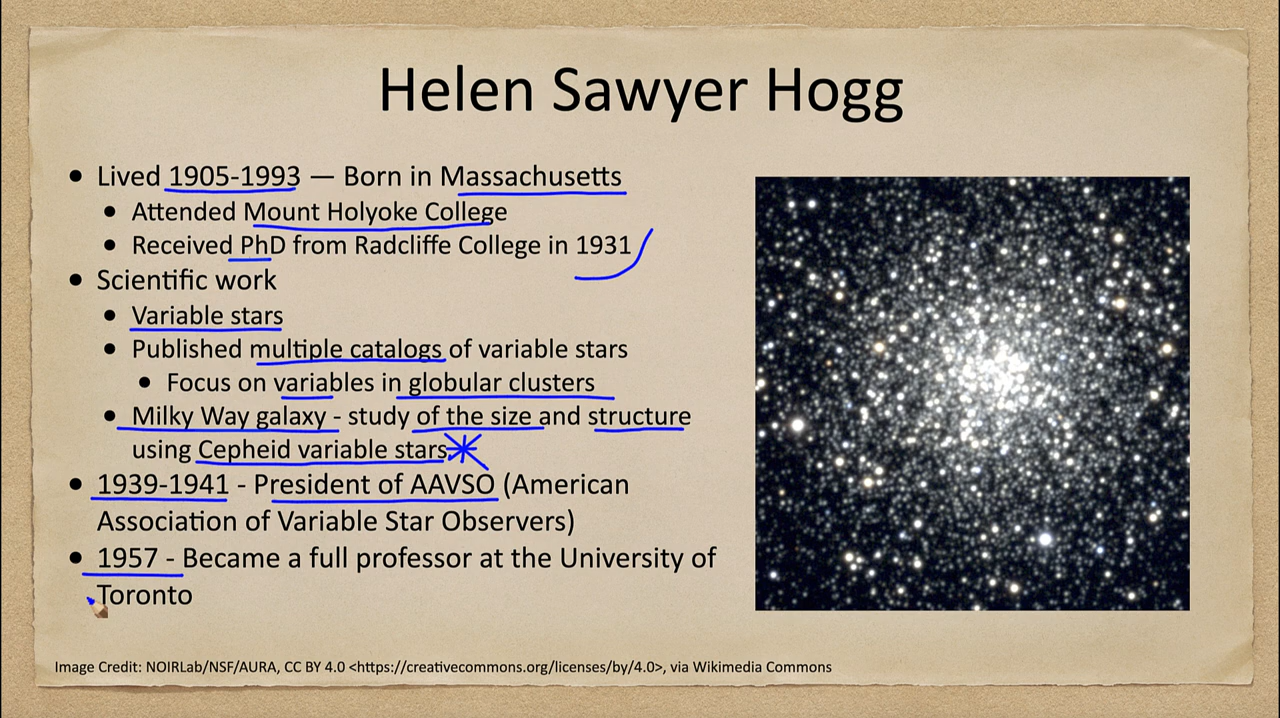 Helen Sawyer Hogg
• Lived 1905-1993 — Born in Massachusetts
• Attended Mount Holyoke College
• Received PhD from Radcliffe College in 1931
• Scientific work
• Variable stars
• Published multiple catalogs of variable stars
• Focus on variables in globular clusters
• Milky Way galaxy - study of the size and structure
using Cepheid variable stars
• 1939-1941 - President of AAVSO (American
Association of Variable Star Observers)
• 1957 - Became a full professor at the University of
Toronto
Image Credit: NOIRLab/NSF/AURA, CC BY 4.0 <https://creativecommons.org/licenses/by/4.0>, via Wikimedia Commons